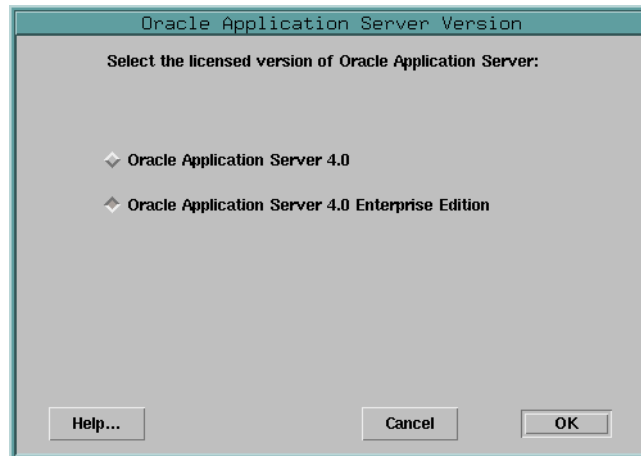 Oracle Application Server Version
Select the licensed version of Oracle Application Server:
Oracle Application Server 4.0
Oracle Application Server 4.0 Enterprise Edition
Help...
Cancel
OK